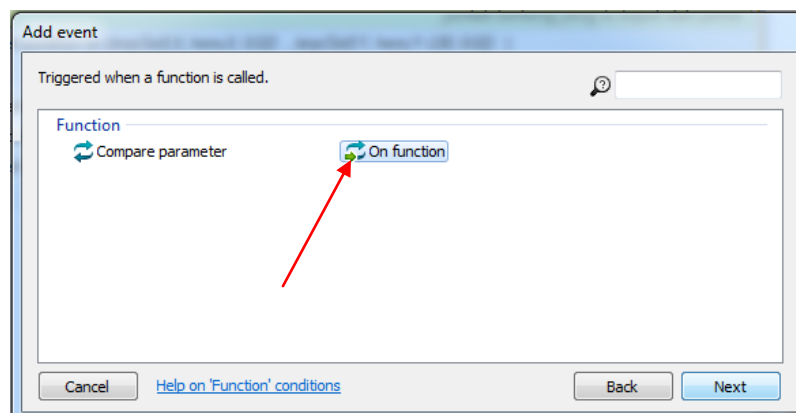 Add event
Triggered when a function is called.
Function
Compare parameter On function
Cancel Help on 'Function' conditions Back Next